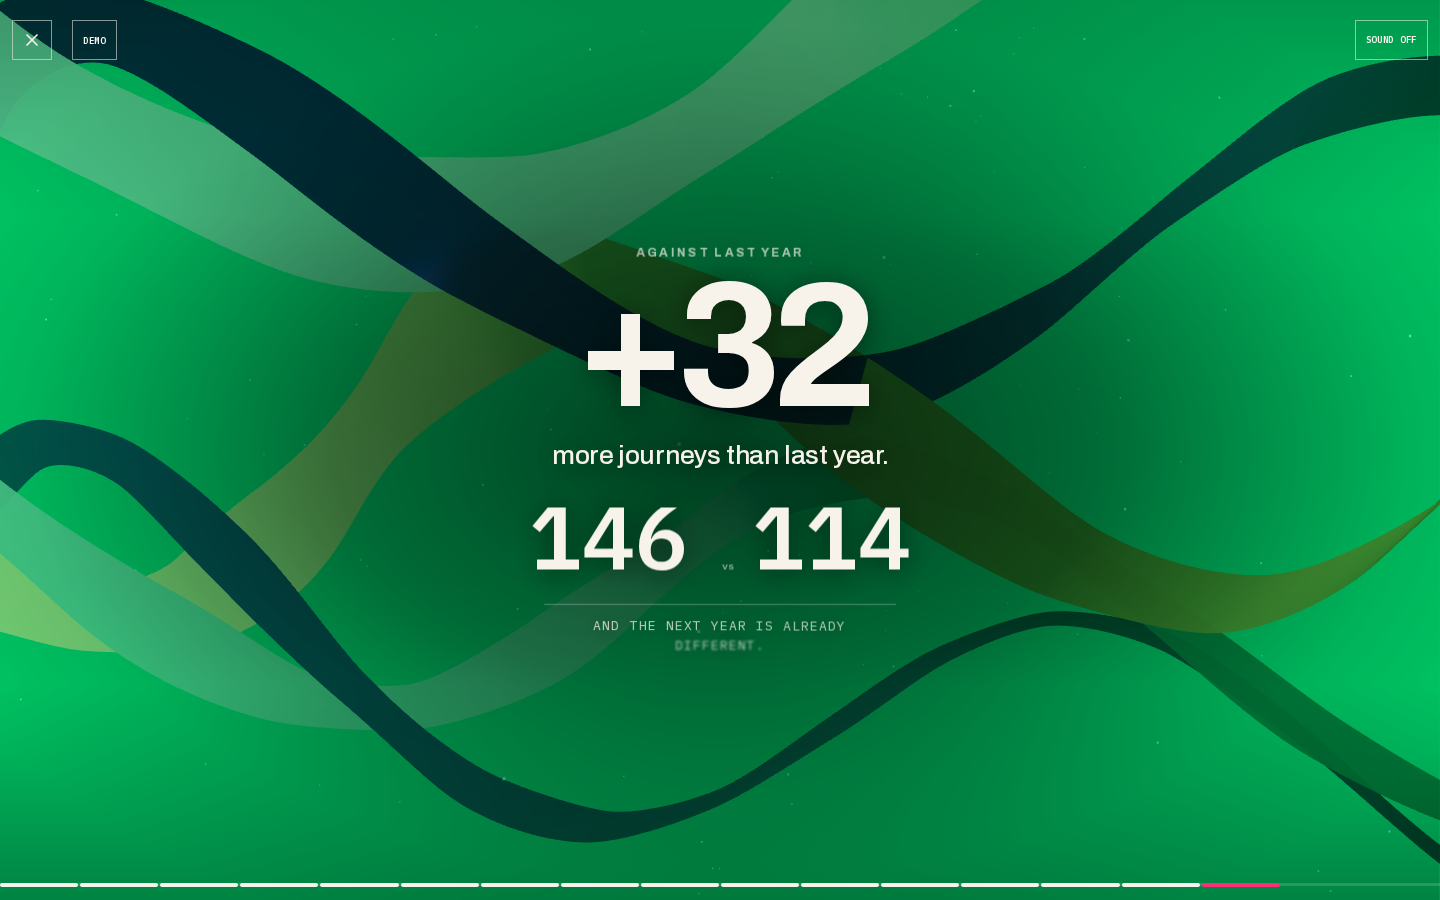 DEMO
SOUND OFF
AGAINST LAST YEAR
+32
more journeys than last year.
146 vs 114
AND THE NEXT YEAR IS ALREADY
DIFFERENT.